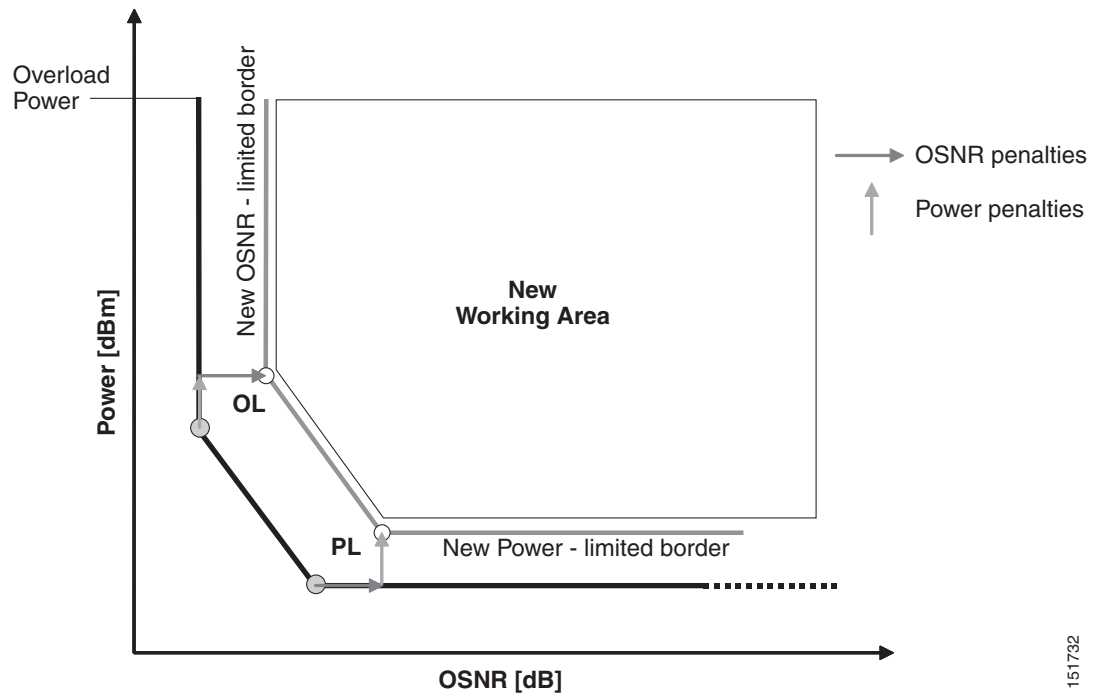 Overload
Power
New OSNR - limited border
OSNR penalties
Power penalties
New
Working Area
Power [dBm]
OL
PL
New Power - limited border
OSNR [dB]
151732